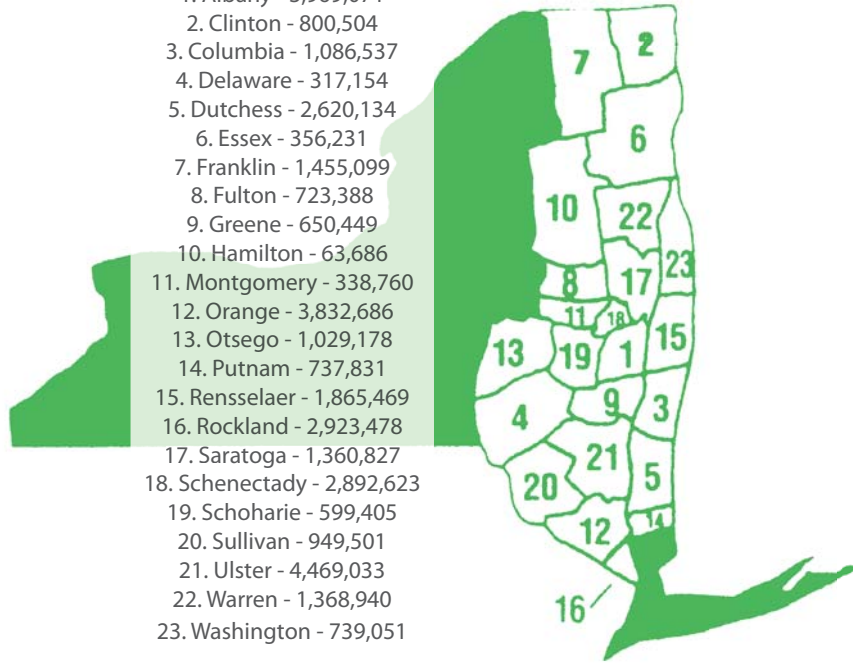 1. Albany -
2. Clinton - 800,504
3. Columbia - 1,086,537
4. Delaware - 317,154
5. Dutchess - 2,620,134
6. Essex - 356,231
7. Franklin - 1,455,099
8. Fulton - 723,388
9. Greene - 650,449
10. Hamilton - 63,686
11. Montgomery - 338,760
12. Orange - 3,832,686
13. Otsego - 1,029,178
14. Putnam - 737,831
15. Rensselaer - 1,865,469
16. Rockland - 2,923,478
17. Saratoga - 1,360,827
18. Schenectady - 2,892,623
19. Schoharie - 599,405
20. Sullivan - 949,501
21. Ulster - 4,469,033
22. Warren - 1,368,940
23. Washington - 739,051
7
2
6
10
22
23
8
17
11
18
15
13
19
1
9
3
4
21
5
20
12
14
16